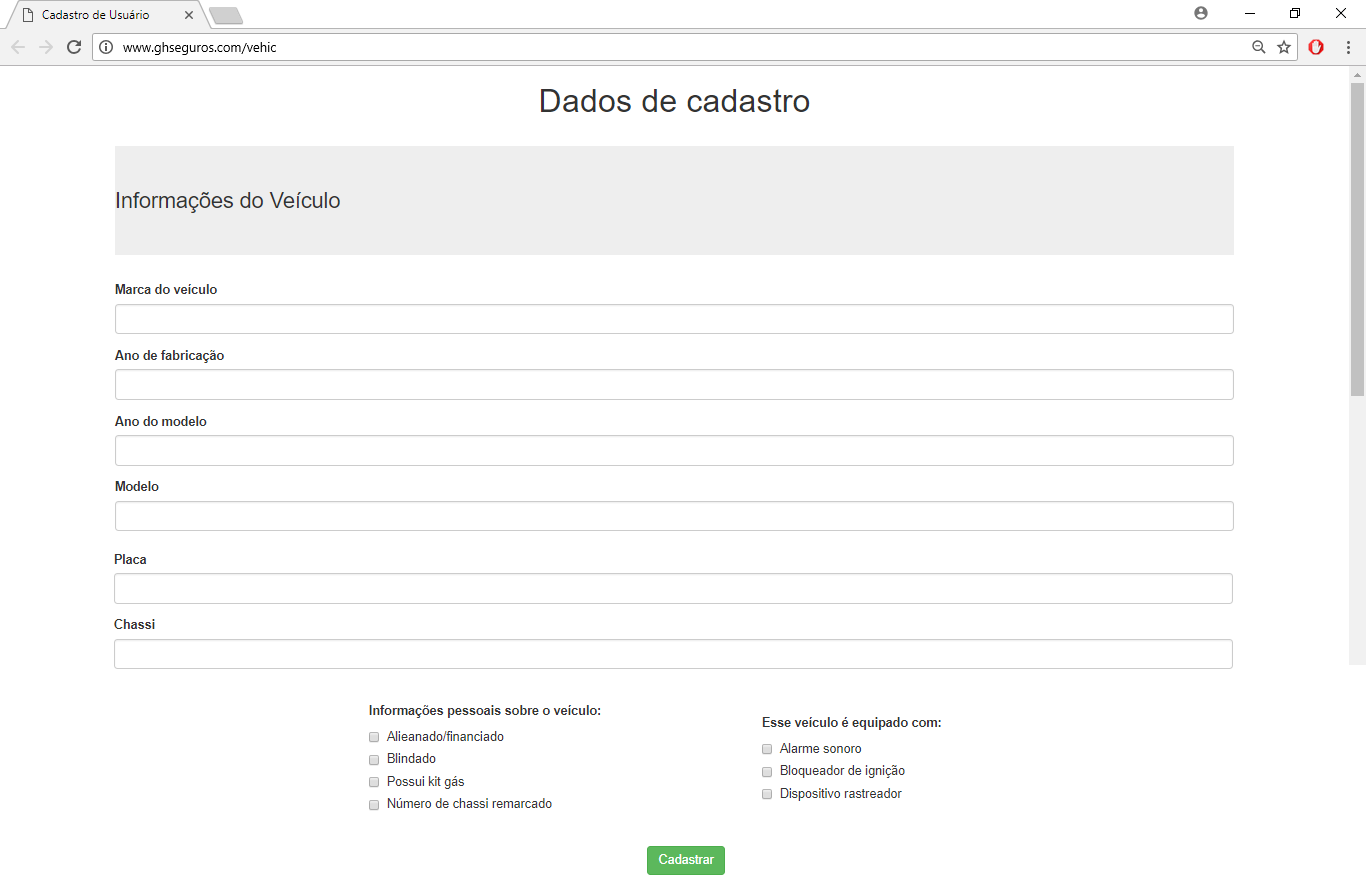 Cadastro de Usuário
www.ghseguros.com/vehic
Dados de cadastro
Informações do Veículo
Marca do veículo
Ano de fabricação
Ano do modelo
Modelo
Placa
Chassi
Informações pessoais sobre o veículo:
Alieanado/financiado
Blindado
Possui kit gás
Número de chassi remarcado
Esse veículo é equipado com:
Alarme sonoro
Bloqueador de ignição
Dispositivo rastreador
Cadastrar